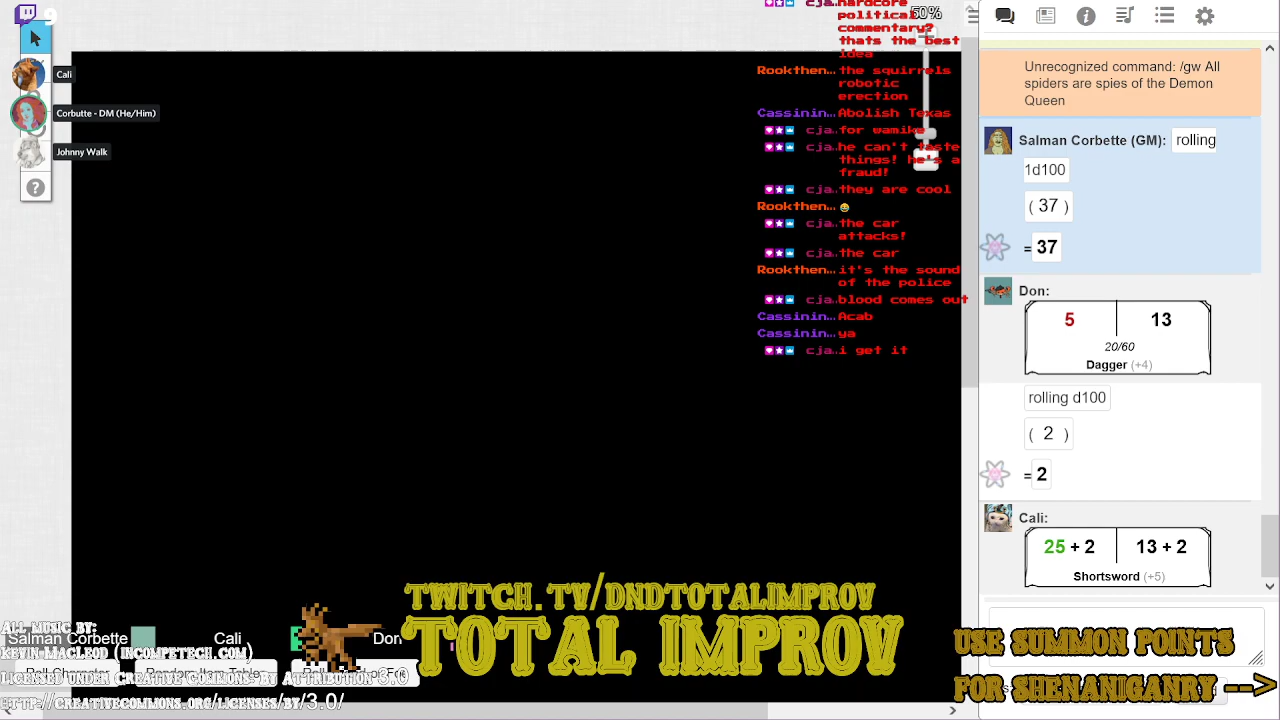 Cali
Corbutte - DM (He/Him)
Johnny Walk
cja..hardcore
political
commentary?
thats the best
idea
50%
Rookthen...the squirrels
robotic
erection
Cassinin...Abolish Texas
cja..for wamike
cja..he can't taste
things! he's a
fraud!
cja..they are cool
Rookthen...
cja..the car
attacks!
cja..the car
Rookthen...it's the sound
of the police
cja..blood comes out
Cassinin...Acab
Cassinin...ya
cja..i get it
Unrecognized command: /gw All
spiders are spies of the Demon
Queen
Salman Corbette (GM): rolling
1d100
( 37 )
= 37
Don:
5 13
20/60
Dagger (+4)
rolling d100
( 2 )
= 2
Cali:
25 + 2 13 + 2
Shortsword (+5)
TWITCH.TV/DNDTOTALIMPROV
TOTAL IMPROV
USE SUMMON POINTS
FOR SHENANIGANRY -->
ALL MUSIC BY:
Salman Corbette Cali Don
KEVIN MACLEOD (INCOMPETECH.COM)
LICENSED UNDER CREATIVE COMMONS: BY ATTRIBUTION 3.0
HTTP://CREATIVECOMMONS.ORG/LICENSES/BY/3.0/